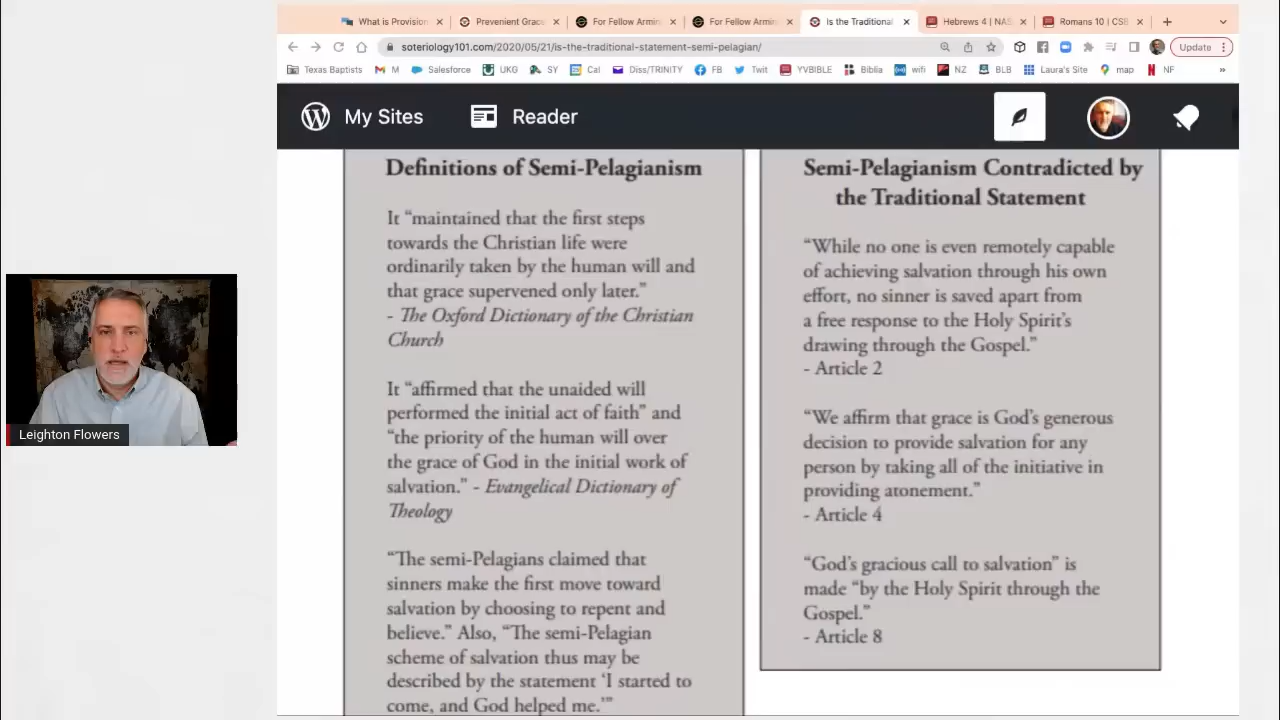 What is Provision
Prevenient Grac
For Fellow Armin
For Fellow Armin
Is the Traditional
Hebrews 4 | NAS
Romans 10 | CSB
soteriology101.com/2020/05/21/is-the-traditional-statement-semi-pelagian/
Update
Texas Baptists
M
Salesforce
UKG
SY
Cal
Diss/TRINITY
FB
Twit
YVBIBLE
Biblia
wifi
NZ
BLB
Laura's Site
map
NF
»
My Sites
Reader
Definitions of Semi-Pelagianism
It “maintained that the first steps
towards the Christian life were
ordinarily taken by the human will and
that grace supervened only later.”
- The Oxford Dictionary of the Christian
Church
It “affirmed that the unaided will
performed the initial act of faith” and
“the priority of the human will over
the grace of God in the initial work of
salvation.” - Evangelical Dictionary of
Theology
“The semi-Pelagians claimed that
sinners make the first move toward
salvation by choosing to repent and
believe.” Also, “The semi-Pelagian
scheme of salvation thus may be
described by the statement ‘I started to
come, and God helped me.’”
Semi-Pelagianism Contradicted by
the Traditional Statement
“While no one is even remotely capable
of achieving salvation through his own
effort, no sinner is saved apart from
a free response to the Holy Spirit’s
drawing through the Gospel.”
- Article 2
“We affirm that grace is God’s generous
decision to provide salvation for any
person by taking all of the initiative in
providing atonement.”
- Article 4
“God’s gracious call to salvation” is
made “by the Holy Spirit through the
Gospel.”
- Article 8
Leighton Flowers